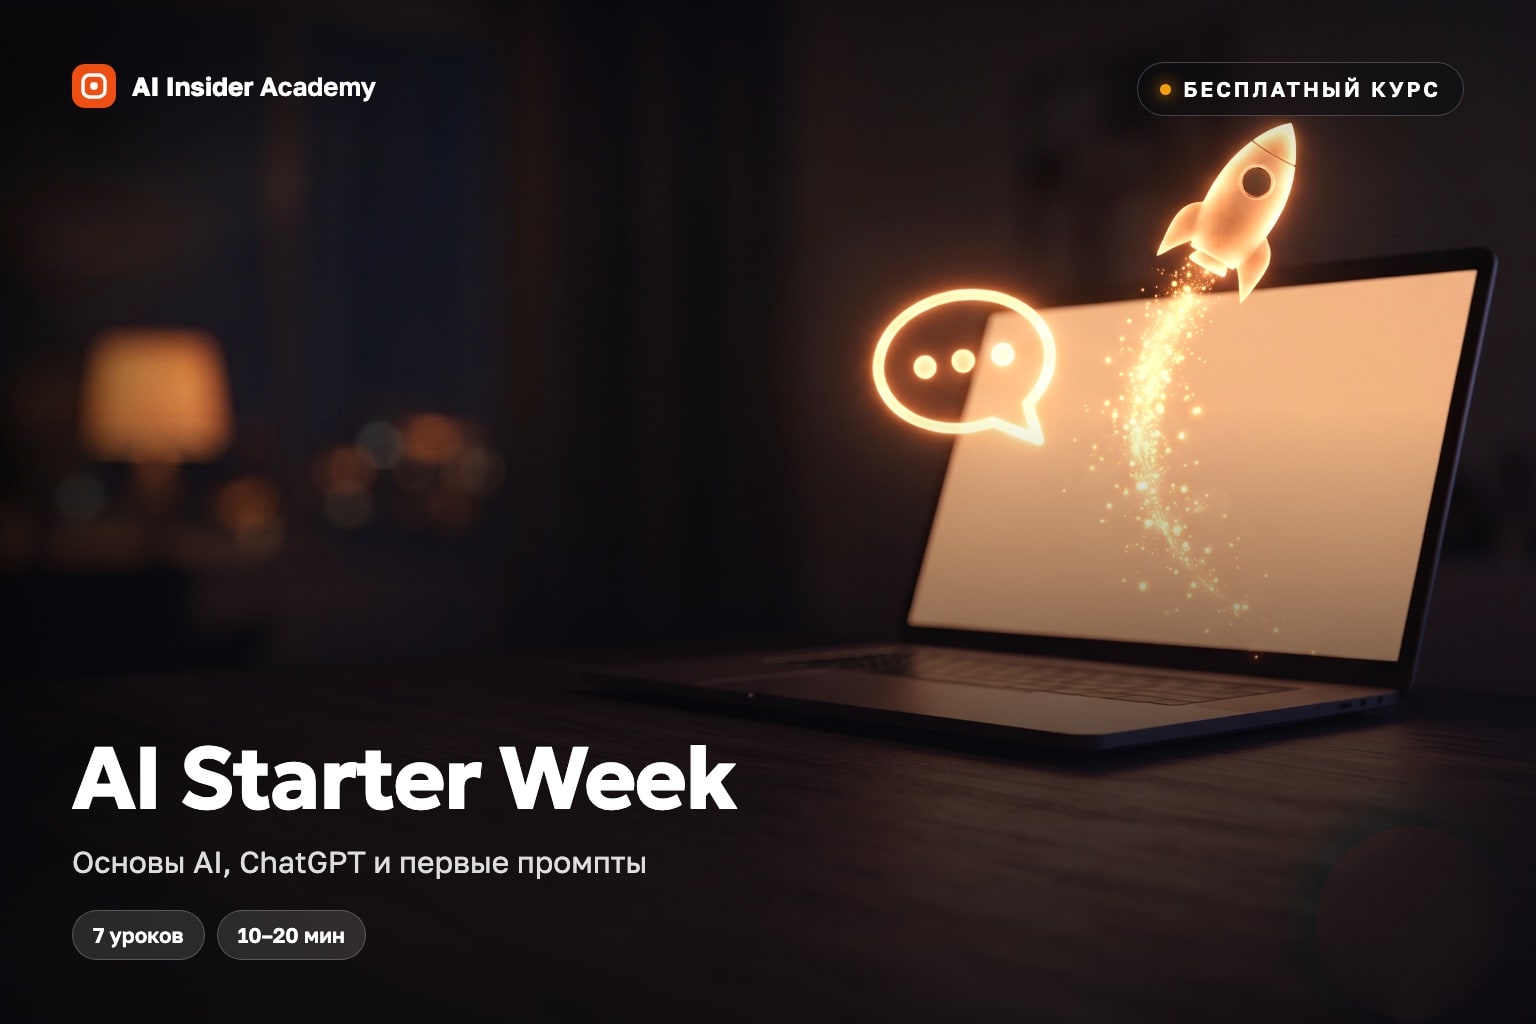 AI Insider Academy
БЕСПЛАТНЫЙ КУРС
AI Starter Week
Основы AI, ChatGPT и первые промпты
7 уроков
10–20 мин